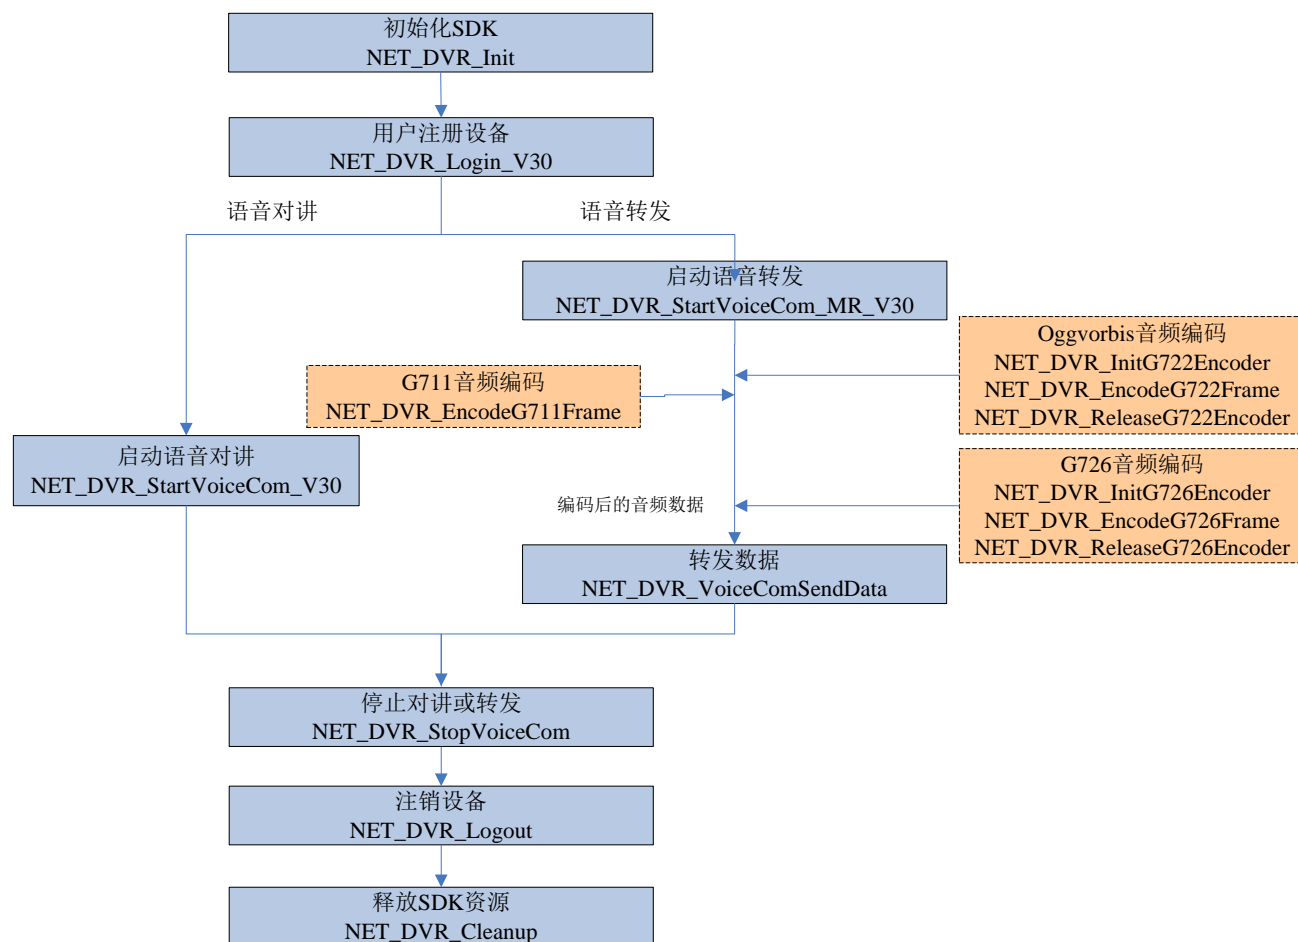 初始化SDK
NET_DVR_Init
用户注册设备
NET_DVR_Login_V30
语音对讲
语音转发
启动语音转发
NET_DVR_StartVoiceCom_MR_V30
Oggvorbis音频编码
NET_DVR_InitG722Encoder
NET_DVR_EncodeG722Frame
NET_DVR_ReleaseG722Encoder
G711音频编码
NET_DVR_EncodeG711Frame
启动语音对讲
NET_DVR_StartVoiceCom_V30
G726音频编码
NET_DVR_InitG726Encoder
NET_DVR_EncodeG726Frame
NET_DVR_ReleaseG726Encoder
编码后的音频数据
转发数据
NET_DVR_VoiceComSendData
停止对讲或转发
NET_DVR_StopVoiceCom
注销设备
NET_DVR_Logout
释放SDK资源
NET_DVR_Cleanup